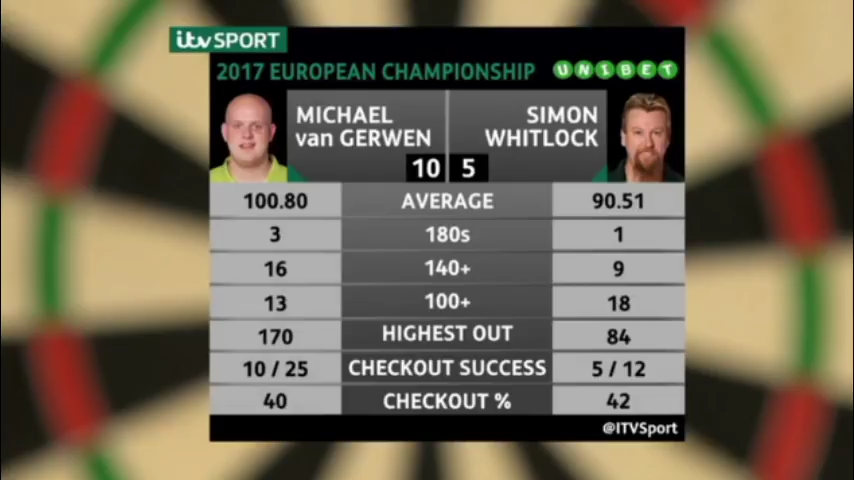 itv SPORT
2017 EUROPEAN CHAMPIONSHIP UNIBET
MICHAEL van GERWEN
SIMON WHITLOCK
10 5
100.80 AVERAGE 90.51
3 180s 1
16 140+ 9
13 100+ 18
170 HIGHEST OUT 84
10 / 25 CHECKOUT SUCCESS 5 / 12
40 CHECKOUT % 42
@ITVSport